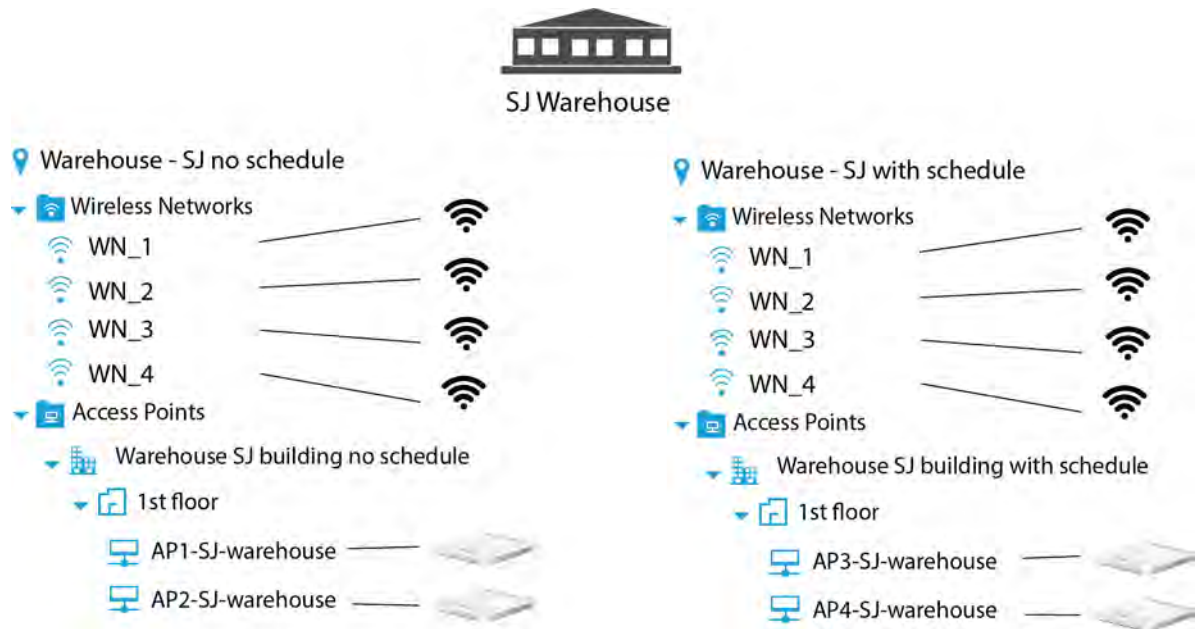 SJ Warehouse
Warehouse - SJ no schedule
Wireless Networks
WN_1
WN_2
WN_3
WN_4
Access Points
Warehouse SJ building no schedule
1st floor
AP1-SJ-warehouse
AP2-SJ-warehouse
Warehouse - SJ with schedule
Wireless Networks
WN_1
WN_2
WN_3
WN_4
Access Points
Warehouse SJ building with schedule
1st floor
AP3-SJ-warehouse
AP4-SJ-warehouse